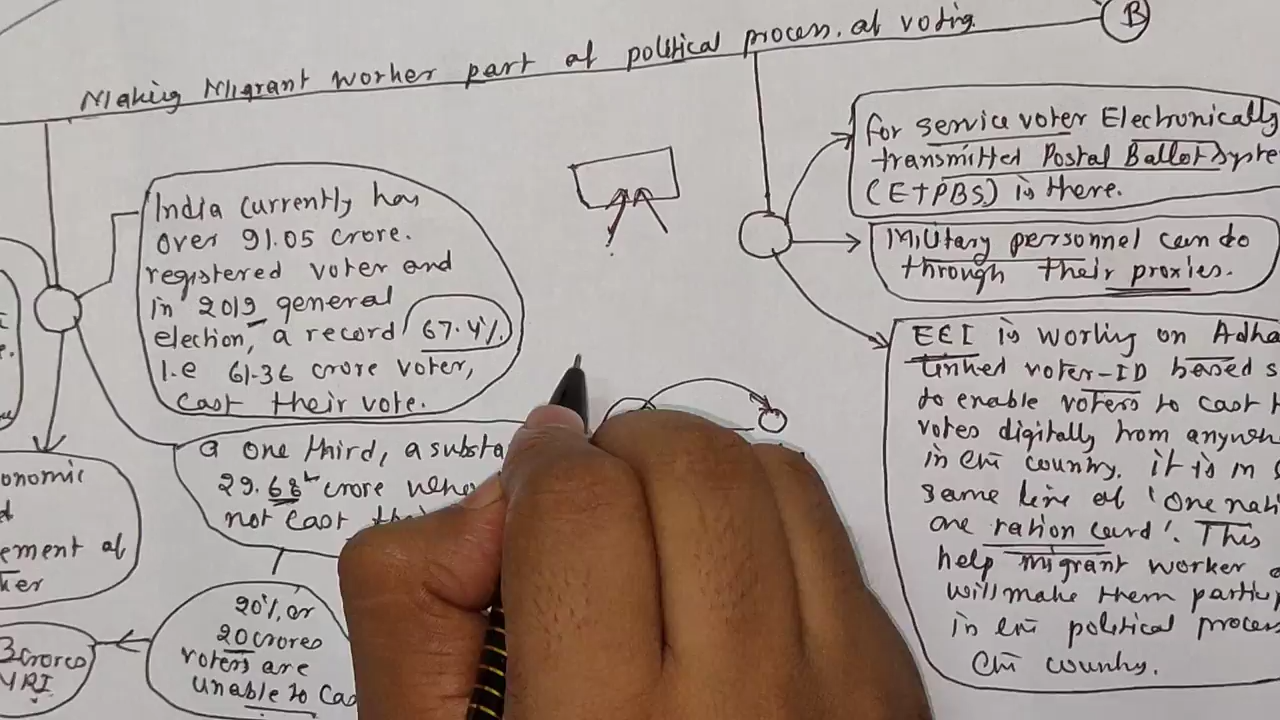 B
Making Migrant worker part of political process. of voting
India currently has
over 91.05 crore.
registered voter and
in 2019 general
election, a record 67.4%.
i.e 61.36 crore voter,
cast their vote.
a one third, a substa
29.68 crore
not cast
20%, or
20 crores
voters are
unable to
3 crores
NRI
onomic
ement of
ker
for service voter Electronically
transmitted Postal Ballot Syste
(ETPBS) is there.
Military personnel can do
through their proxies.
ECI is working on Adha
linked voter-ID based s
to enable voters to cast
votes digitally from anywh
in the country. it is in
same line of 'One nati
one ration card'. This
help migrant worker
will make them partici
in the political process
the country.